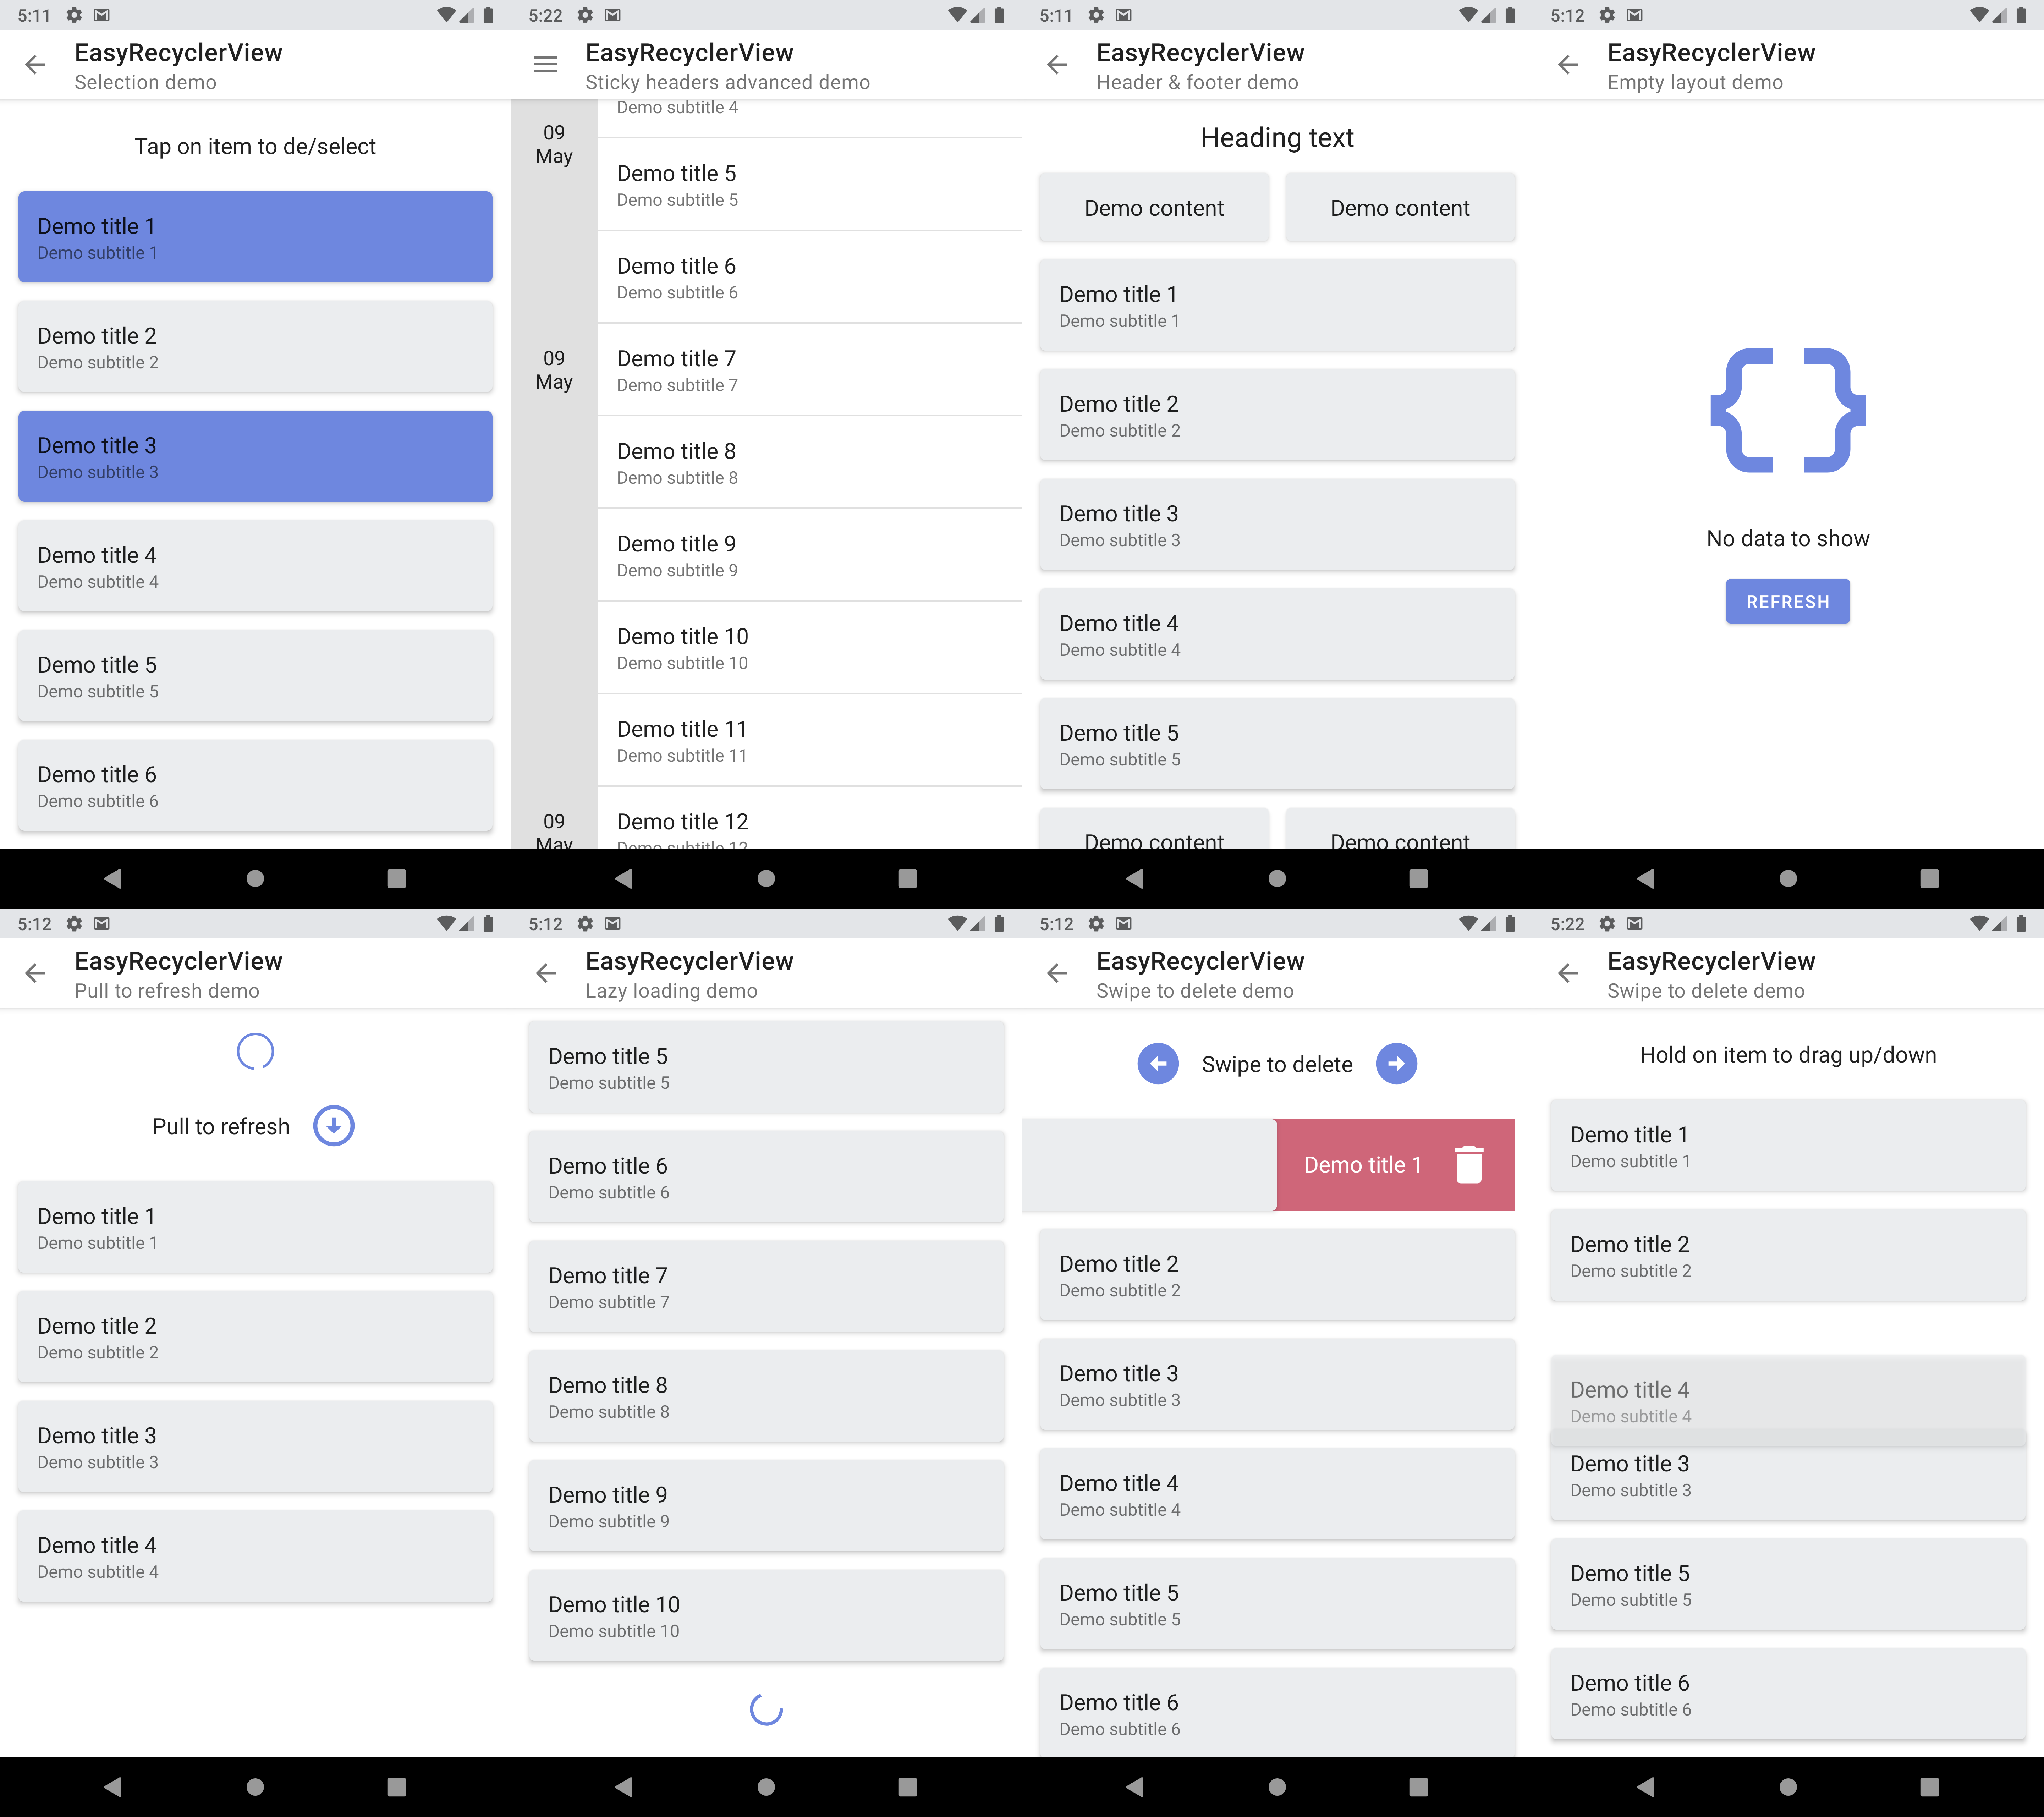 5:11
EasyRecyclerView
Selection demo
Tap on item to de/select
Demo title 1
Demo subtitle 1
Demo title 2
Demo subtitle 2
Demo title 3
Demo subtitle 3
Demo title 4
Demo subtitle 4
Demo title 5
Demo subtitle 5
Demo title 6
Demo subtitle 6
5:22
EasyRecyclerView
Sticky headers advanced demo
Demo subtitle 4
09
May
Demo title 5
Demo subtitle 5
Demo title 6
Demo subtitle 6
09
May
Demo title 7
Demo subtitle 7
Demo title 8
Demo subtitle 8
Demo title 9
Demo subtitle 9
Demo title 10
Demo subtitle 10
Demo title 11
Demo subtitle 11
09
May
Demo title 12
Demo subtitle 12
5:11
EasyRecyclerView
Header & footer demo
Heading text
Demo content
Demo content
Demo title 1
Demo subtitle 1
Demo title 2
Demo subtitle 2
Demo title 3
Demo subtitle 3
Demo title 4
Demo subtitle 4
Demo title 5
Demo subtitle 5
Demo content
Demo content
5:12
EasyRecyclerView
Empty layout demo
No data to show
REFRESH
5:12
EasyRecyclerView
Pull to refresh demo
Pull to refresh
Demo title 1
Demo subtitle 1
Demo title 2
Demo subtitle 2
Demo title 3
Demo subtitle 3
Demo title 4
Demo subtitle 4
5:12
EasyRecyclerView
Lazy loading demo
Demo title 5
Demo subtitle 5
Demo title 6
Demo subtitle 6
Demo title 7
Demo subtitle 7
Demo title 8
Demo subtitle 8
Demo title 9
Demo subtitle 9
Demo title 10
Demo subtitle 10
5:12
EasyRecyclerView
Swipe to delete demo
Swipe to delete
Demo title 1
Demo title 2
Demo subtitle 2
Demo title 3
Demo subtitle 3
Demo title 4
Demo subtitle 4
Demo title 5
Demo subtitle 5
Demo title 6
Demo subtitle 6
5:22
EasyRecyclerView
Swipe to delete demo
Hold on item to drag up/down
Demo title 1
Demo subtitle 1
Demo title 2
Demo subtitle 2
Demo title 4
Demo subtitle 4
Demo title 3
Demo subtitle 3
Demo title 5
Demo subtitle 5
Demo title 6
Demo subtitle 6